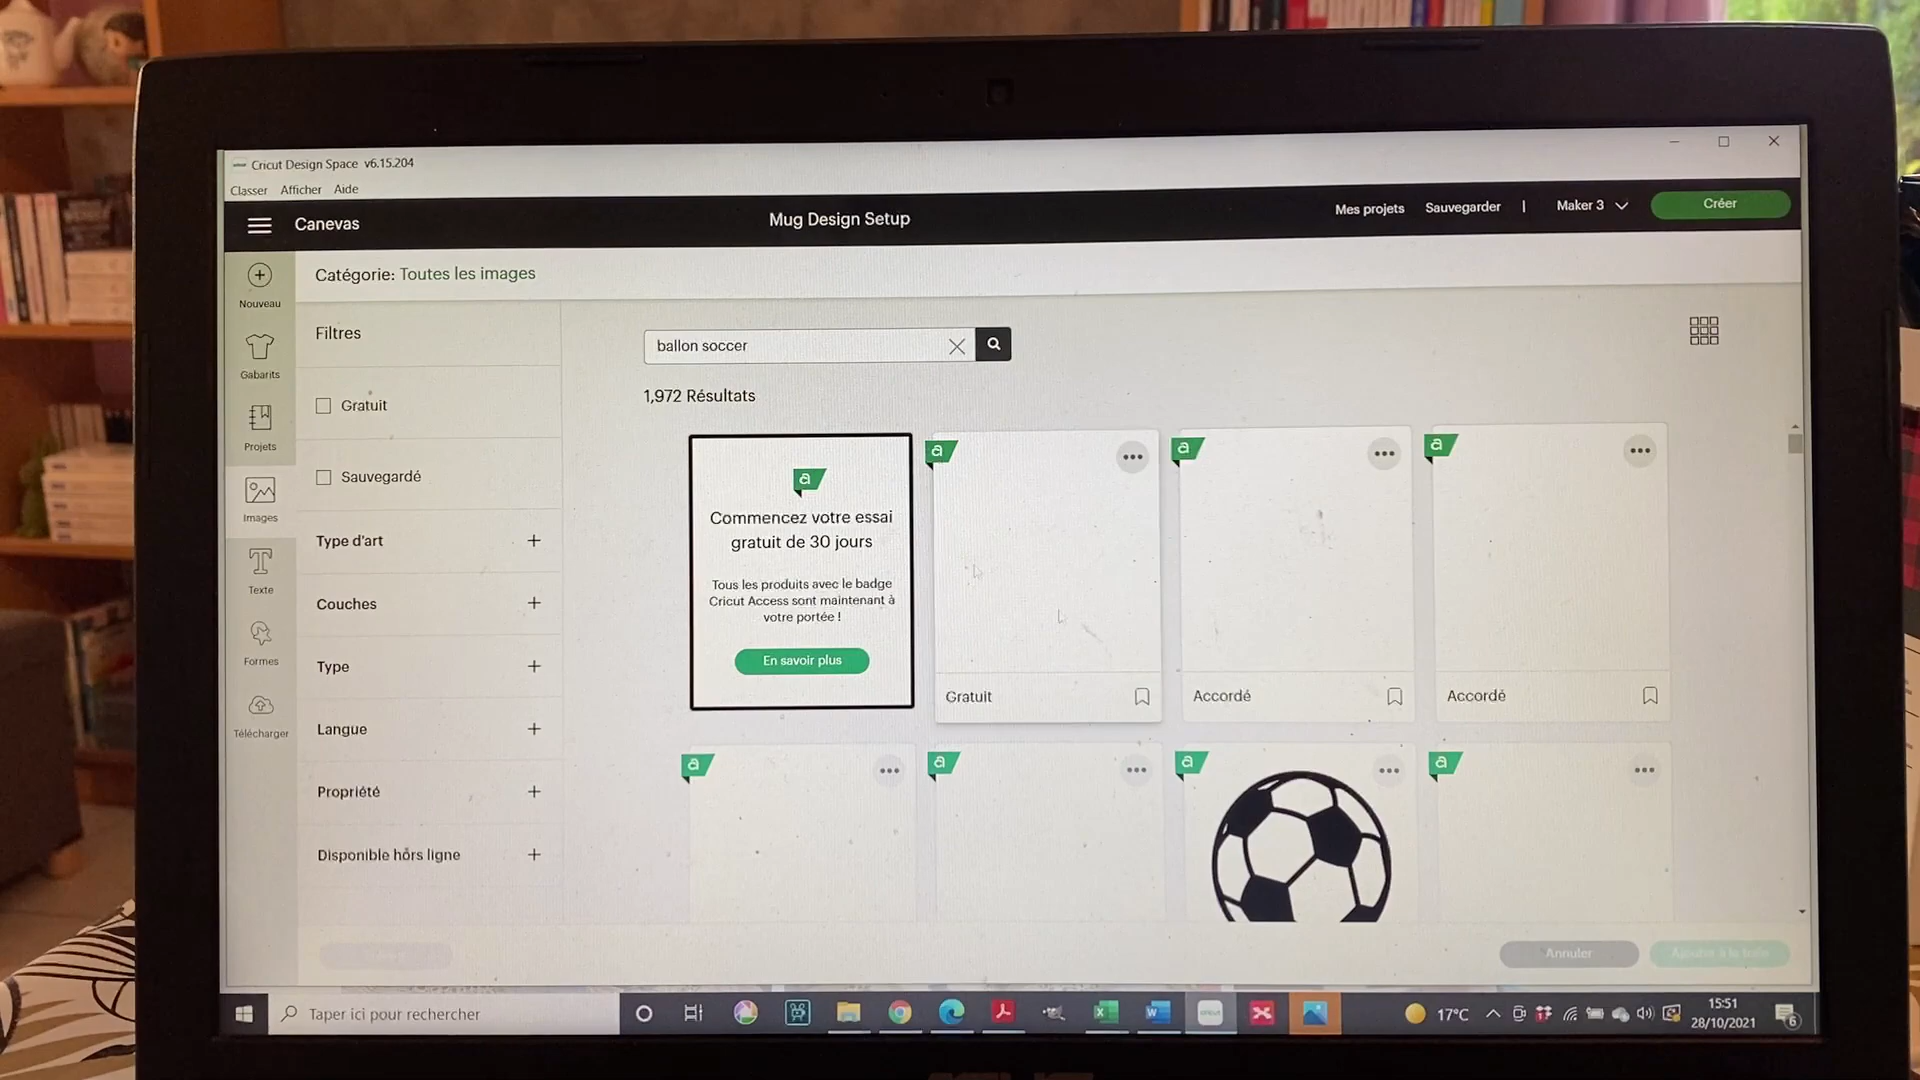 Cricut Design Space v6.15.204
Classer Afficher Aide
Canevas
Mug Design Setup
Mes projets Sauvegarder | Maker 3 Créer
Catégorie: Toutes les images
Nouveau
Gabarits
Projets
Images
Texte
Formes
Télécharger
Filtres
Gratuit
Sauvegardé
Type d'art +
Couches +
Type +
Langue +
Propriété +
Disponible hors ligne +
ballon soccer
1,972 Résultats
a
Commencez votre essai
gratuit de 30 jours
Tous les produits avec le badge
Cricut Access sont maintenant à
votre portée !
En savoir plus
a
Gratuit
a
Accordé
a
Accordé
a
a
a
a
Annuler
Taper ici pour rechercher
17°C
15:51
28/10/2021
6